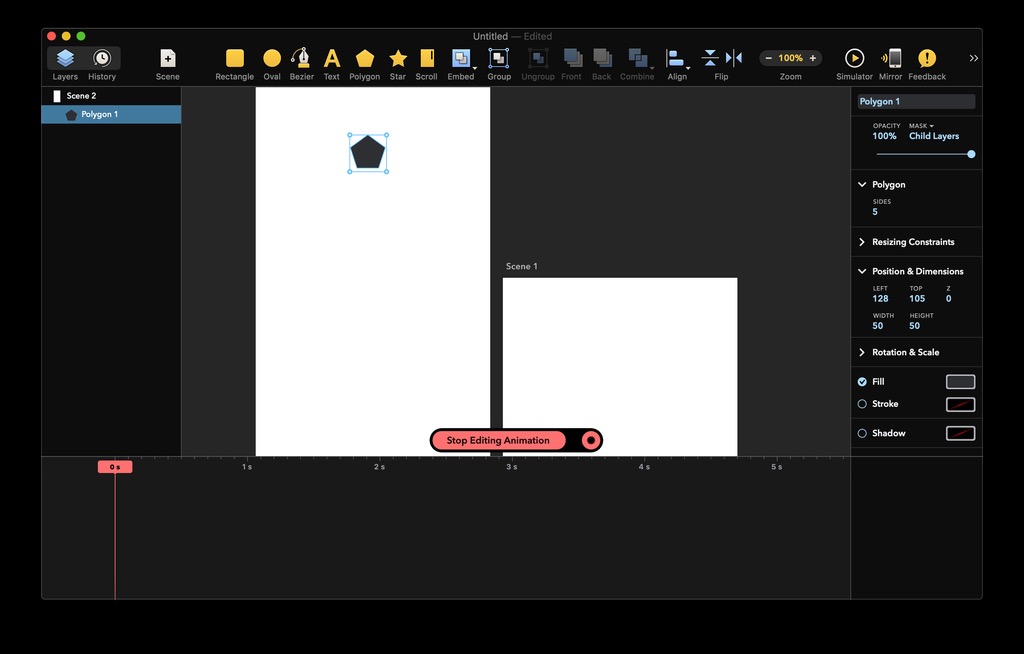 Untitled — Edited
Layers History Scene Rectangle Oval Bezier Text Polygon Star Scroll Embed Group Ungroup Front Back Combine Align Flip − 100% + Zoom Simulator Mirror Feedback
Scene 2
Polygon 1
Scene 1
Stop Editing Animation
0 s 1 s 2 s 3 s 4 s 5 s
Polygon 1
OPACITY MASK
100% Child Layers
Polygon
SIDES
5
Resizing Constraints
Position & Dimensions
LEFT TOP Z
128 105 0
WIDTH HEIGHT
50 50
Rotation & Scale
Fill
Stroke
Shadow